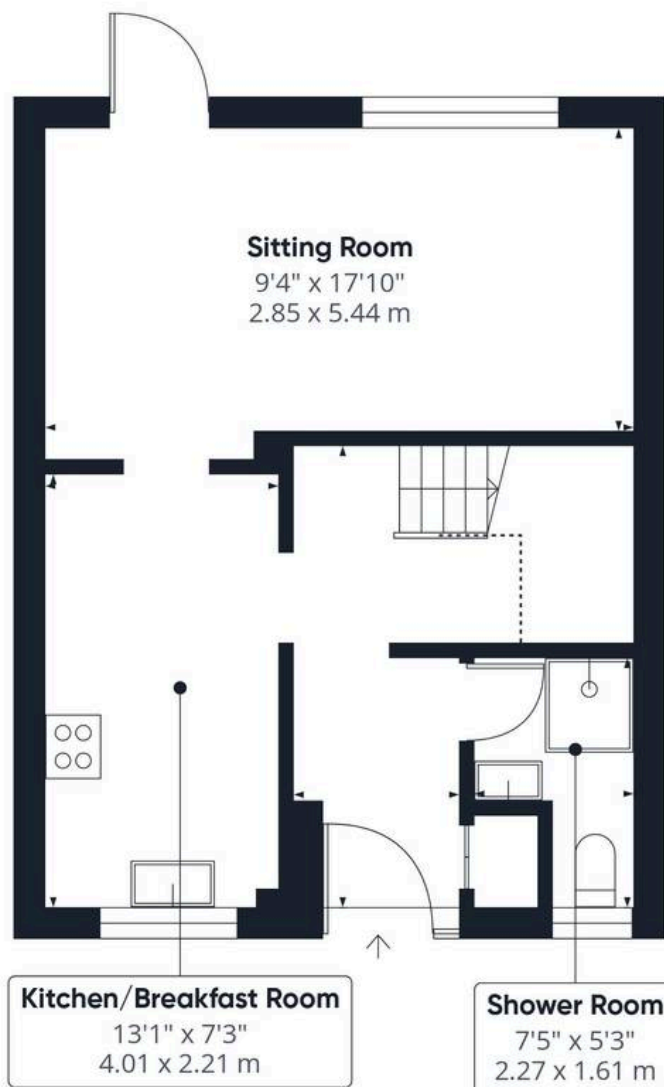 Sitting Room
9'4" x 17'10"
2.85 x 5.44 m
Kitchen/Breakfast Room
13'1" x 7'3"
4.01 x 2.21 m
Shower Room
7'5" x 5'3"
2.27 x 1.61 m